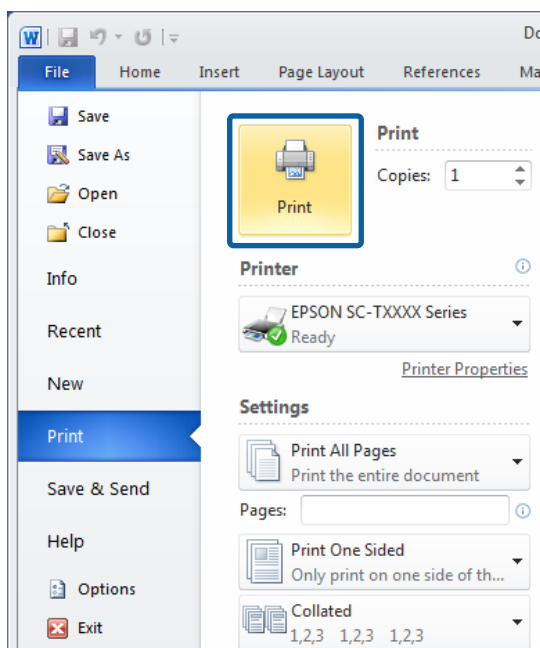 W
Do
File Home Insert Page Layout References Ma
Save
Save As
Open
Close
Info
Recent
New
Print
Save & Send
Help
Options
Exit
Print
Print
Copies: 1
Printer
EPSON SC-TXXXX Series
Ready
Printer Properties
Settings
Print All Pages
Print the entire document
Pages:
Print One Sided
Only print on one side of th...
Collated
1,2,3 1,2,3 1,2,3